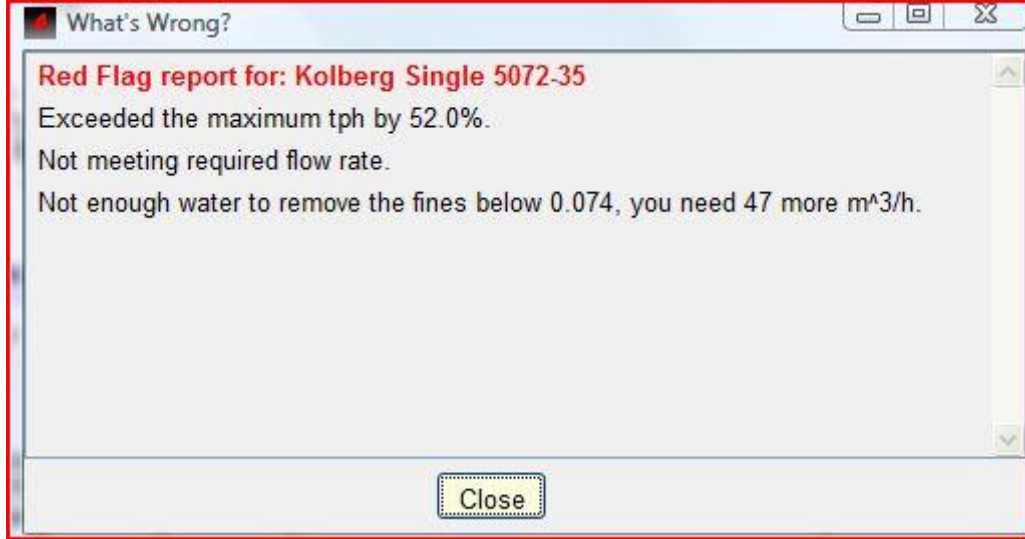 What's Wrong?
Red Flag report for: Kolberg Single 5072-35
Exceeded the maximum tph by 52.0%.
Not meeting required flow rate.
Not enough water to remove the fines below 0.074, you need 47 more m^3/h.
Close